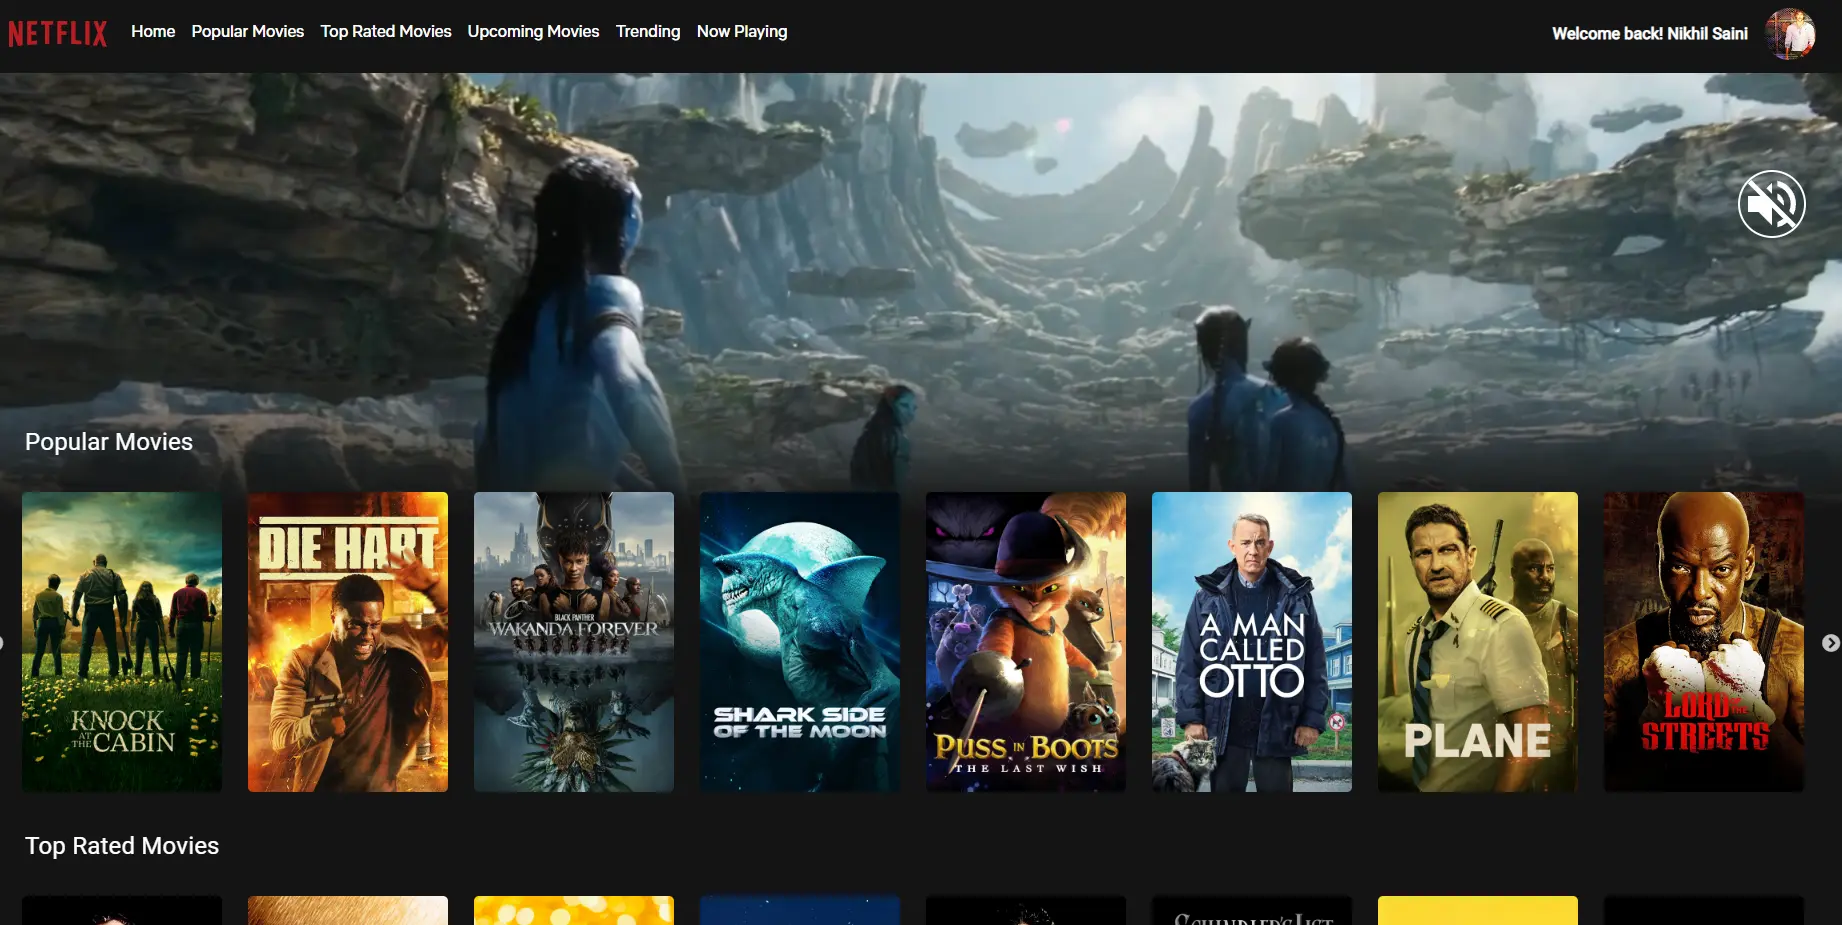 NETFLIX
Home
Popular Movies
Top Rated Movies
Upcoming Movies
Trending
Now Playing
Welcome back! Nikhil Saini
Popular Movies
KNOCK
AT
THE CABIN
DIE HART
BLACK PANTHER
WAKANDA FOREVER
SHARK SIDE
OF THE MOON
PUSS IN BOOTS
THE LAST WISH
A MAN
CALLED
OTTO
PLANE
LORD OF THE
STREETS
Top Rated Movies
SCHINDLER'S LIST